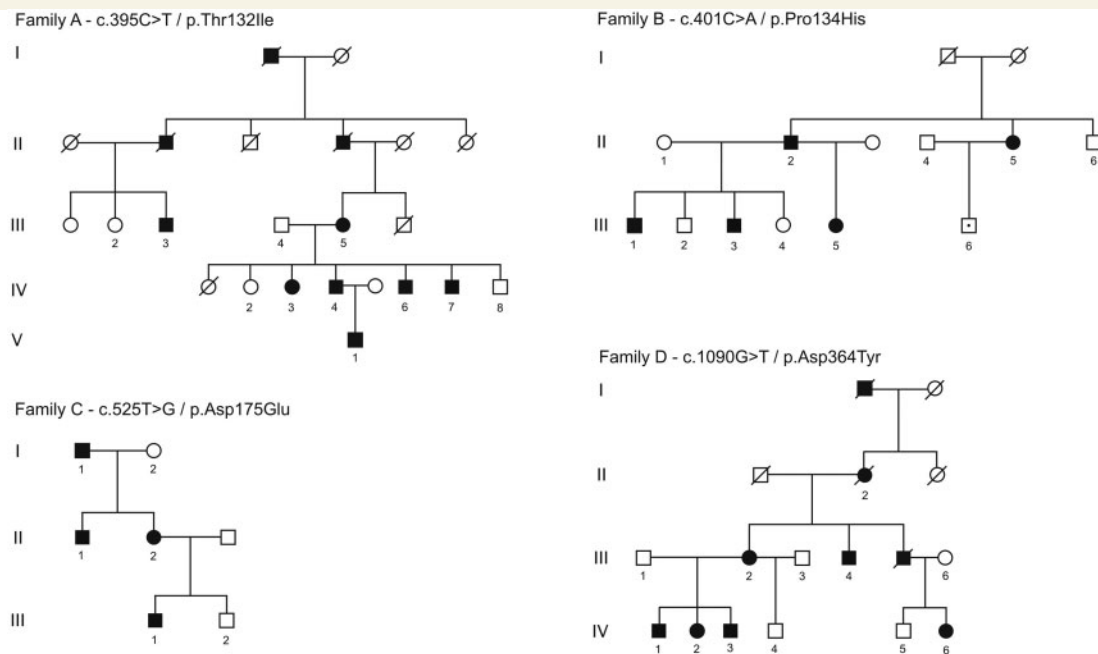 Family A - c.395C>T / p.Thr132Ile
I
II
III
2 3 4 5
IV
2 3 4 6 7 8
V
1
Family B - c.401C>A / p.Pro134His
I
II
1 2 4 5 6
III
1 2 3 4 5 6
Family C - c.525T>G / p.Asp175Glu
I
1 2
II
1 2
III
1 2
Family D - c.1090G>T / p.Asp364Tyr
I
II
2
III
1 2 3 4 6
IV
1 2 3 4 5 6